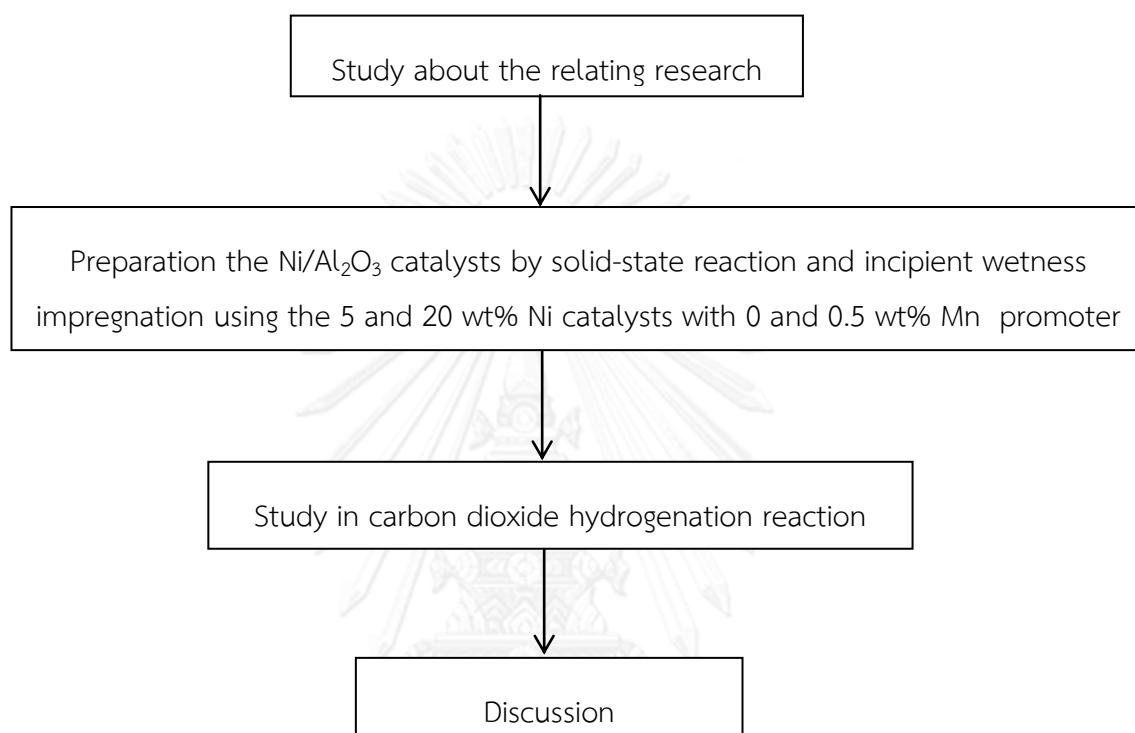 Study about the relating research
Preparation the Ni/Al₂O₃ catalysts by solid-state reaction and incipient wetness
impregnation using the 5 and 20 wt% Ni catalysts with 0 and 0.5 wt% Mn promoter
Study in carbon dioxide hydrogenation reaction
Discussion